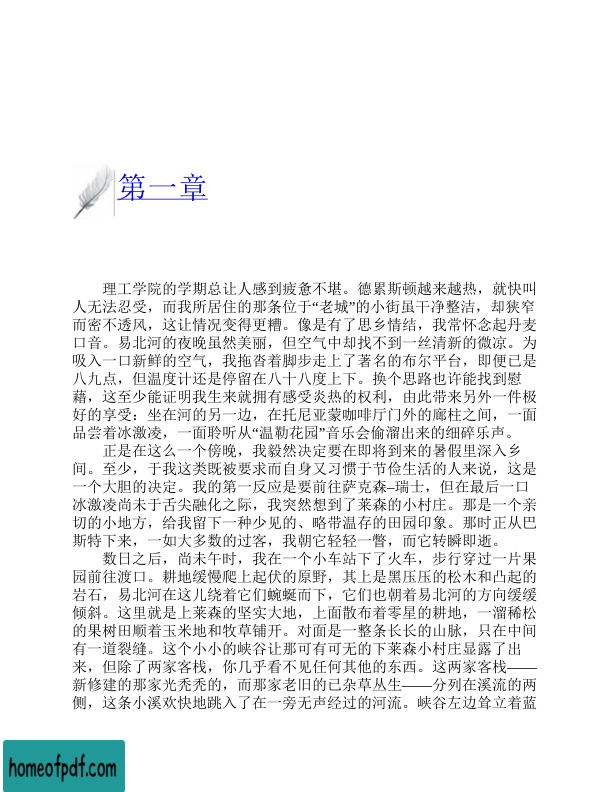 第一章
理工学院的学期总让人感到疲惫不堪。德累斯顿越来越热，就快叫
人无法忍受，而我所居住的那条位于“老城”的小街虽干净整洁，却狭窄
而密不透风，这让情况变得更糟。像是有了思乡情结，我常怀念起丹麦
口音。易北河的夜晚虽然美丽，但空气中却找不到一丝清新的微凉。为
吸入一口新鲜的空气，我拖沓着脚步走上了著名的布尔平台，即便已是
八九点，但温度计还是停留在八十八度上下。换个思路也许能找到慰
藉，这至少能证明我生来就拥有感受炎热的权利，由此带来另外一件极
好的享受：坐在河的另一边，在托尼亚蒙咖啡厅门外的廊柱之间，一面
品尝着冰激凌，一面聆听从“温勒花园”音乐会偷溜出来的细碎乐声。
正是在这么一个傍晚，我毅然决定要在即将到来的暑假里深入乡
间。至少，于我这类既被要求而自身又习惯于节俭生活的人来说，这是
一个大胆的决定。我的第一反应是要前往萨克森–瑞士，但在最后一口
冰激凌尚未于舌尖融化之际，我突然想到了莱森的小村庄。那是一个亲
切的小地方，给我留下一种少见的、略带温存的田园印象。那时正从巴
斯特下来，一如大多数的过客，我朝它轻轻一瞥，而它转瞬即逝。
数日之后，尚未午时，我在一个小车站下了火车，步行穿过一片果
园前往渡口。耕地缓慢爬上起伏的原野，其上是黑压压的松木和凸起的
岩石，易北河在这儿绕着它们蜿蜒而下，它们也朝着易北河的方向缓缓
倾斜。这里就是上莱森的坚实大地，上面散布着零星的耕地，一溜稀松
的果树田顺着玉米地和牧草铺开。对面是一整条长长的山脉，只在中间
有一道裂缝。这个小小的峡谷让那可有可无的下莱森小村庄显露了出
来，但除了两家客栈，你几乎看不见任何其他的东西。这两家客栈——
新修建的那家光秃秃的，而那家老旧的已杂草丛生——分列在溪流的两
侧，这条小溪欢快地跳入了在一旁无声经过的河流。峡谷左边耸立着蓝
homeofpdf.com